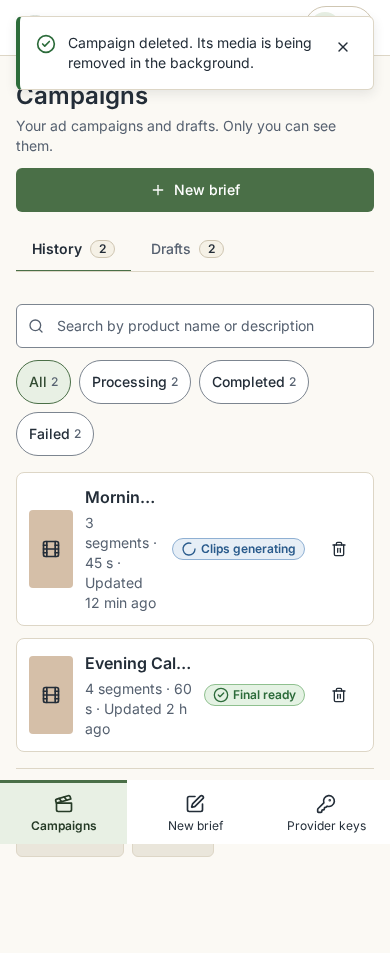 Campaign deleted. Its media is being
removed in the background.
Campaigns
Your ad campaigns and drafts. Only you can see
them.
New brief
History 2
Drafts 2
Search by product name or description
All 2
Processing 2
Completed 2
Failed 2
Mornin...
3
segments ·
45 s ·
Updated
12 min ago
Clips generating
Evening Cal...
4 segments · 60
s · Updated 2 h
ago
Final ready
Campaigns
New brief
Provider keys